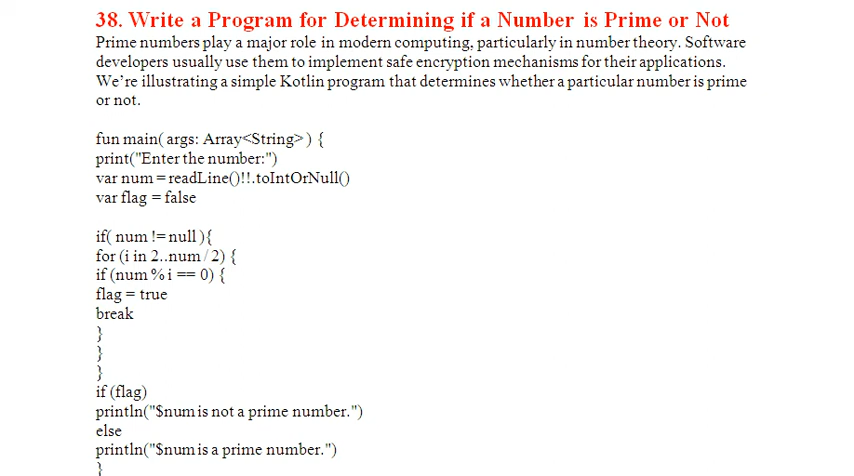 38. Write a Program for Determining if a Number is Prime or Not
Prime numbers play a major role in modern computing, particularly in number theory. Software
developers usually use them to implement safe encryption mechanisms for their applications.
We're illustrating a simple Kotlin program that determines whether a particular number is prime
or not.
fun main( args: Array<String> ) {
print("Enter the number:")
var num = readLine()!!.toIntOrNull()
var flag = false
if( num != null ){
for (i in 2..num / 2) {
if (num % i == 0) {
flag = true
break
}
}
}
if (flag)
println("$num is not a prime number.")
else
println("$num is a prime number.")
}